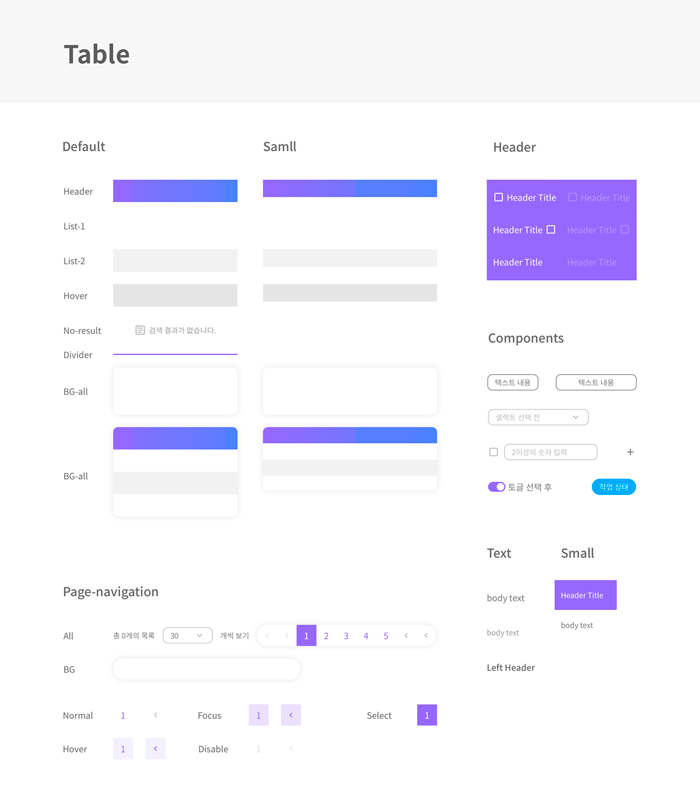 Table
Default
Samll
Header
Header
List-1
List-2
Hover
No-result
검색 결과가 없습니다.
Divider
BG-all
BG-all
Header Title
Header Title
Header Title
Header Title
Header Title
Header Title
Components
텍스트 내용
텍스트 내용
셀렉트 선택 전
2이상의 숫자 입력
+
토글 선택 후
작업 상태
Text
Small
body text
Header Title
body text
body text
Left Header
Page-navigation
All
총 0개의 목록
30
개씩 보기
< < 1 2 3 4 5 < <
BG
Normal
1 <
Focus
1 <
Select
1
Hover
1 <
Disable
1 <